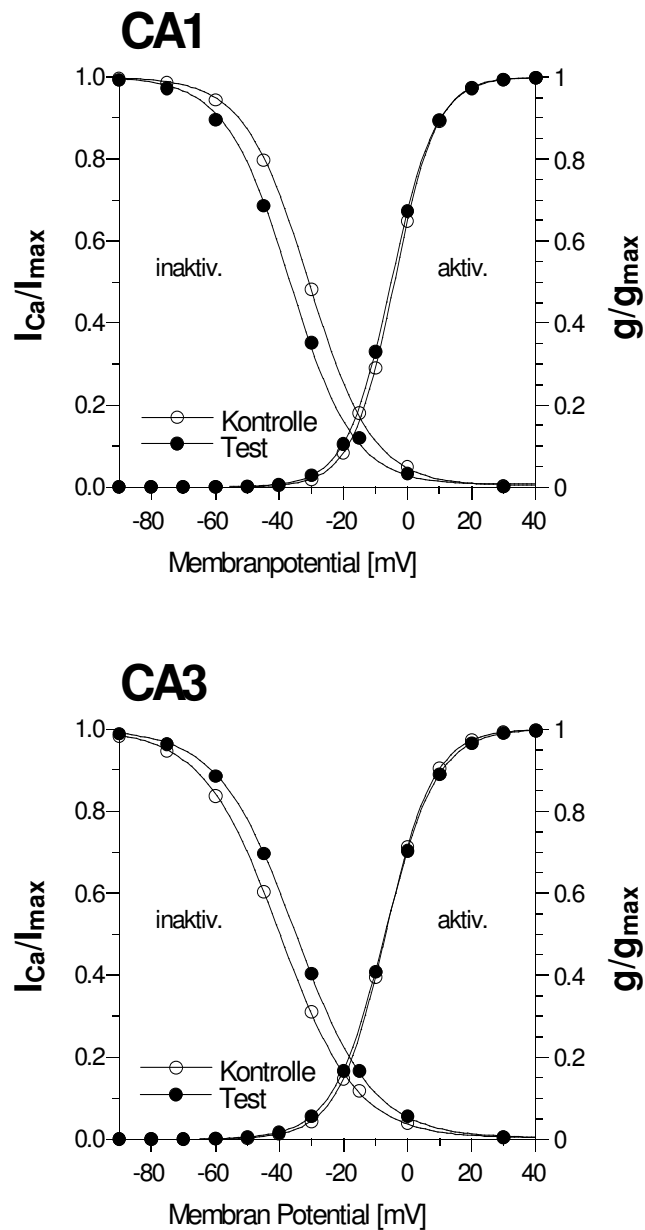 CA1
1.0
0.8
0.6
0.4
0.2
0.0
1
0.8
0.6
0.4
0.2
0
ICa/Imax
g/gmax
inaktiv.
aktiv.
Kontrolle
Test
-80 -60 -40 -20 0 20 40
Membranpotential [mV]
CA3
1.0
0.8
0.6
0.4
0.2
0.0
1
0.8
0.6
0.4
0.2
0
ICa/Imax
g/gmax
inaktiv.
aktiv.
Kontrolle
Test
-80 -60 -40 -20 0 20 40
Membran Potential [mV]